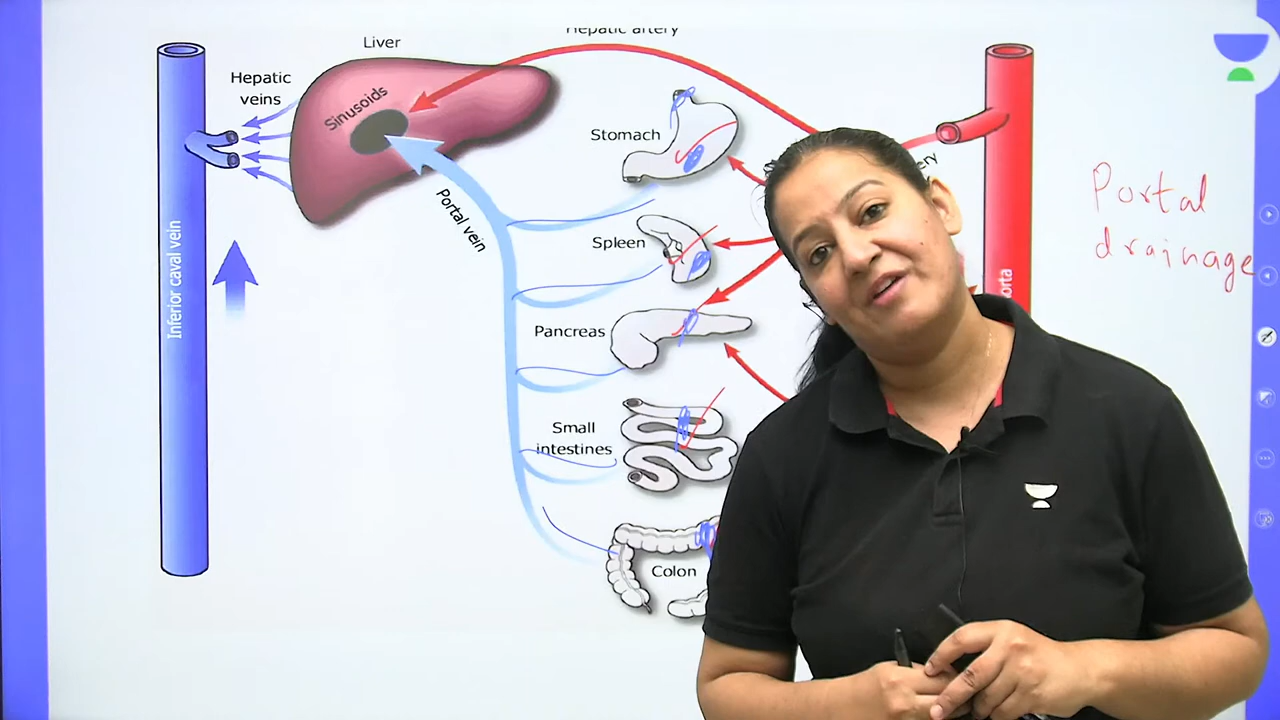 Hepatic artery
Liver
Hepatic
veins
Sinusoids
Stomach
Portal vein
Spleen
Pancreas
Small
intestines
Colon
Inferior caval vein
Portal
drainage